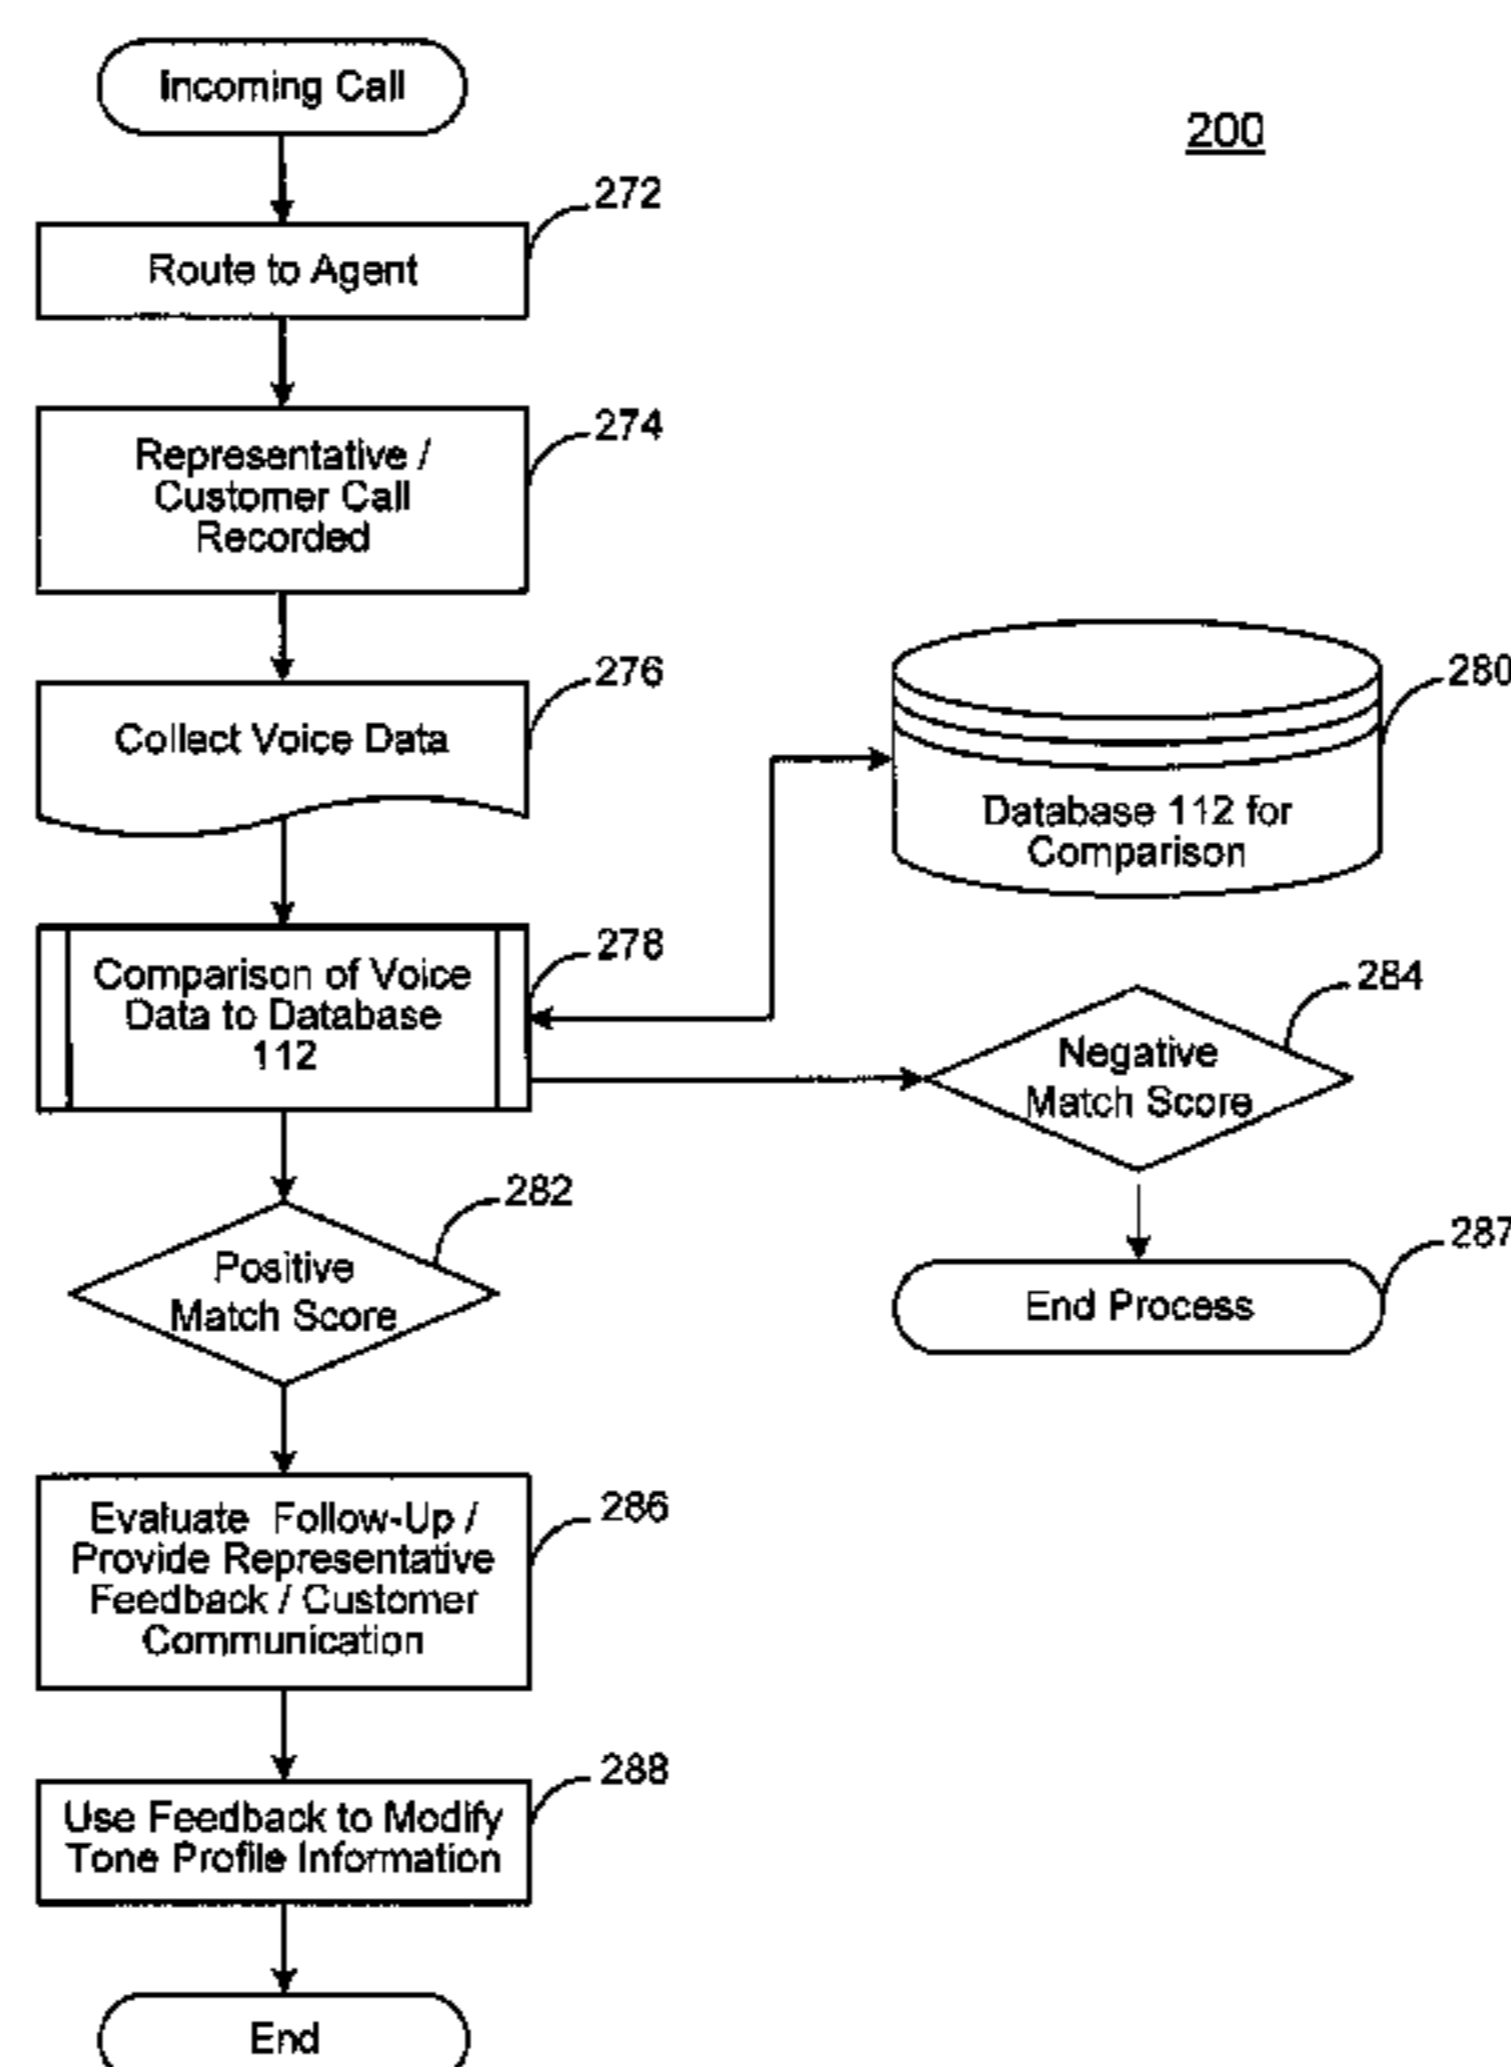 Incoming Call
200
272
Route to Agent
274
Representative /
Customer Call
Recorded
276
Collect Voice Data
280
Database 112 for
Comparison
278
Comparison of Voice
Data to Database
112
284
Negative
Match Score
282
Positive
Match Score
287
End Process
286
Evaluate Follow-Up /
Provide Representative
Feedback / Customer
Communication
288
Use Feedback to Modify
Tone Profile Information
End